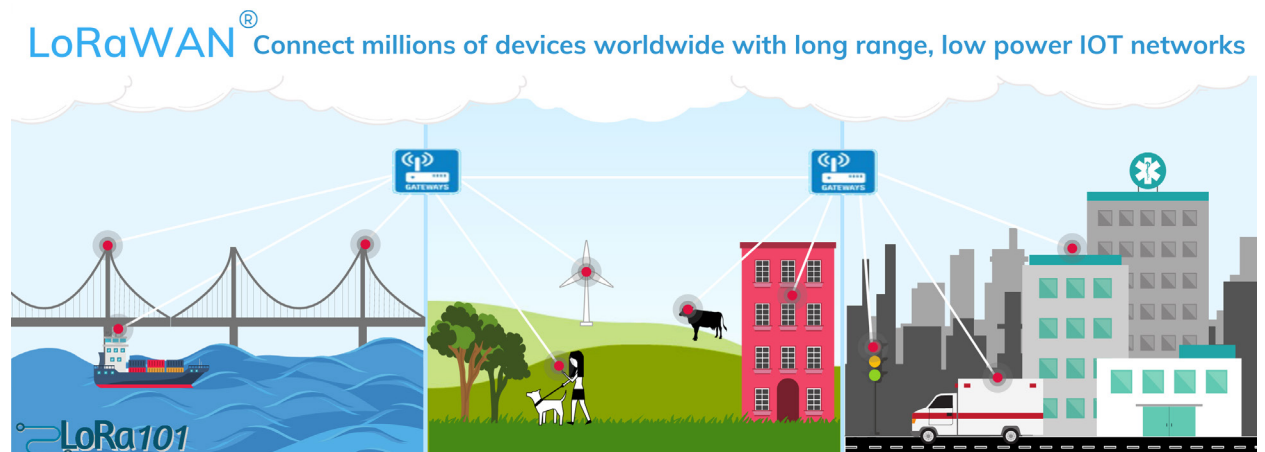 LoRaWAN® Connect millions of devices worldwide with long range, low power IOT networks
GATEWAYS
GATEWAYS
LoRa101